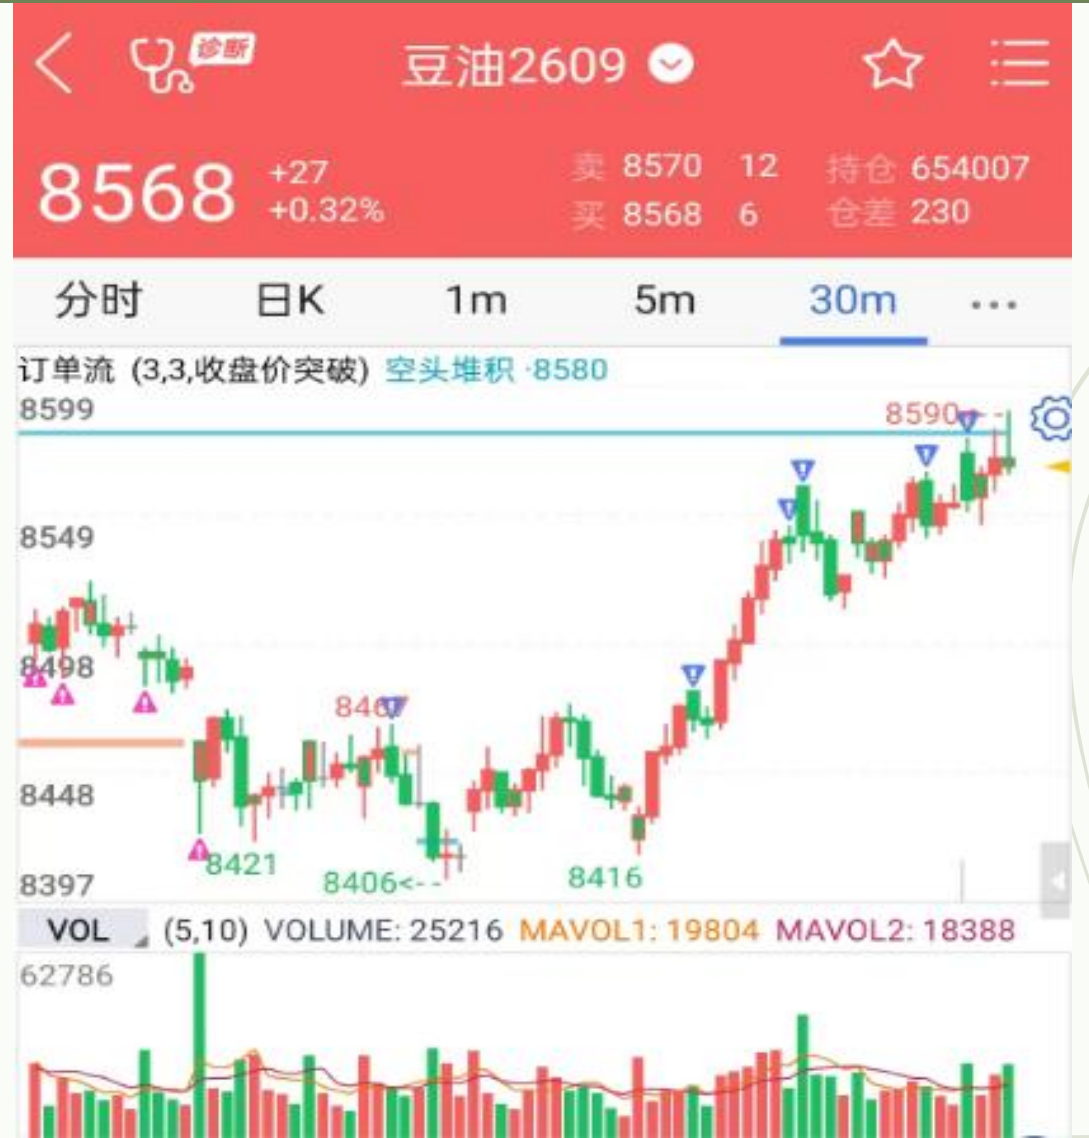 诊断
豆油2609
8568 +27 卖 8570 12 持仓 654007
+0.32% 买 8568 6 仓差 230
分时 日K 1m 5m 30m ...
订单流 (3,3,收盘价突破) 空头堆积 ·8580
8599
8590
8549
8498
8448
8421
8406<--
8416
8397
VOL (5,10) VOLUME: 25216 MAVOL1: 19804 MAVOL2: 18388
62786